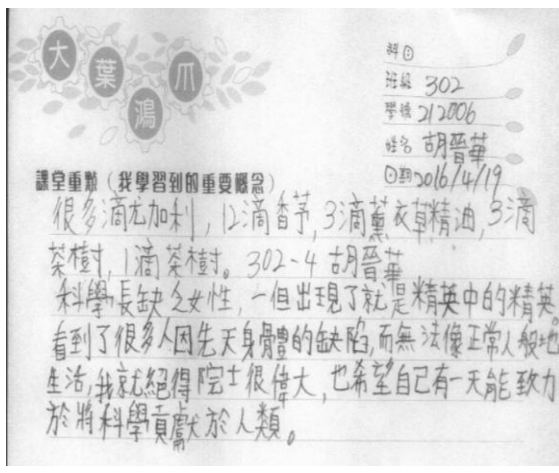 大葉鴻爪
科目
班級 302
學號 212006
姓名 胡晉華
日期 2016/4/19
課堂重點(我學習到的重要概念)
很多滴尤加利,12滴香茅,3滴薰衣草精油,3滴
茶樹,1滴茶樹。302-4 胡晉華
科學長缺乏女性,一但出現了就是精英中的精英
看到了很多人因先天身體的缺陷,而無法像正常人般地
生活,我就絕得院士很偉大,也希望自己有一天能致力
於將科學貢獻於人類。